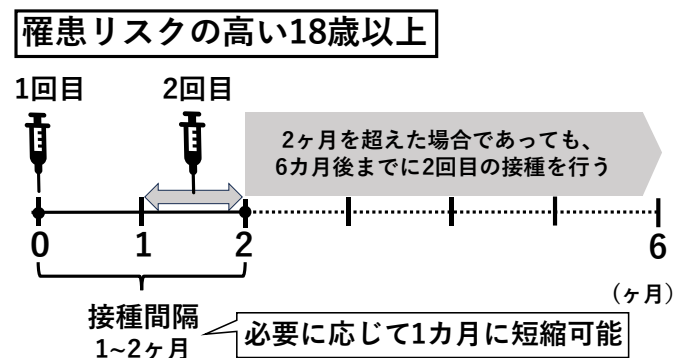 罹患リスクの高い18歳以上
1回目
2回目
2ヶ月を超えた場合であっても、
6カ月後までに2回目の接種を行う
0
1
2
6
(ヶ月)
接種間隔
1~2ヶ月
必要に応じて1カ月に短縮可能